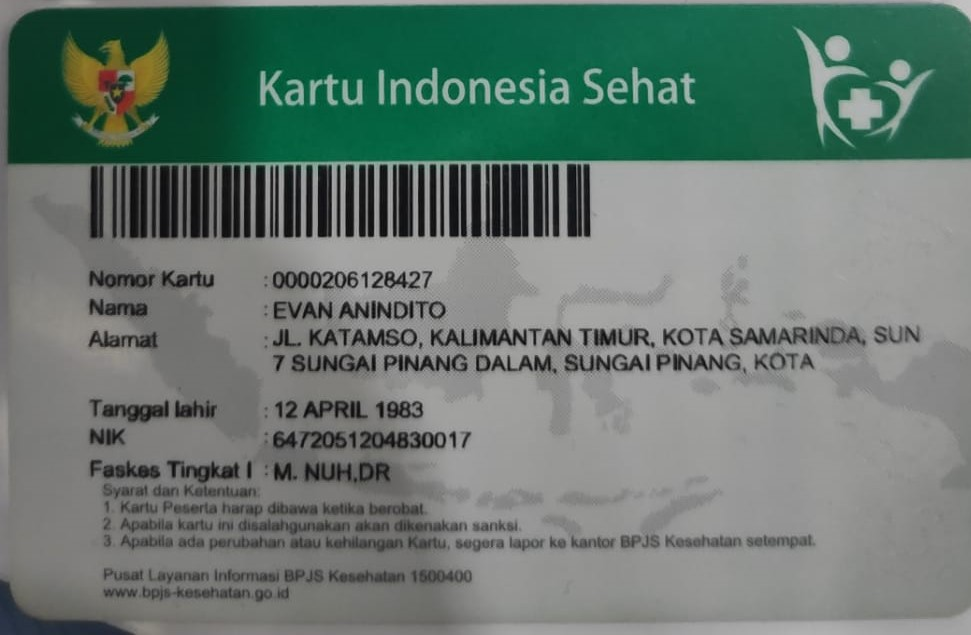 Kartu Indonesia Sehat
Nomor Kartu : 0000206128427
Nama : EVAN ANINDITO
Alamat : JL. KATAMSO, KALIMANTAN TIMUR, KOTA SAMARINDA, SUN
7 SUNGAI PINANG DALAM, SUNGAI PINANG, KOTA
Tanggal lahir : 12 APRIL 1983
NIK : 6472051204830017
Faskes Tingkat I : M. NUH,DR
Syarat dan Ketentuan:
1. Kartu Peserta harap dibawa ketika berobat.
2. Apabila kartu ini disalahgunakan akan dikenakan sanksi.
3. Apabila ada perubahan atau kehilangan Kartu, segera lapor ke kantor BPJS Kesehatan setempat.
Pusat Layanan Informasi BPJS Kesehatan 1500400
www.bpjs-kesehatan.go.id